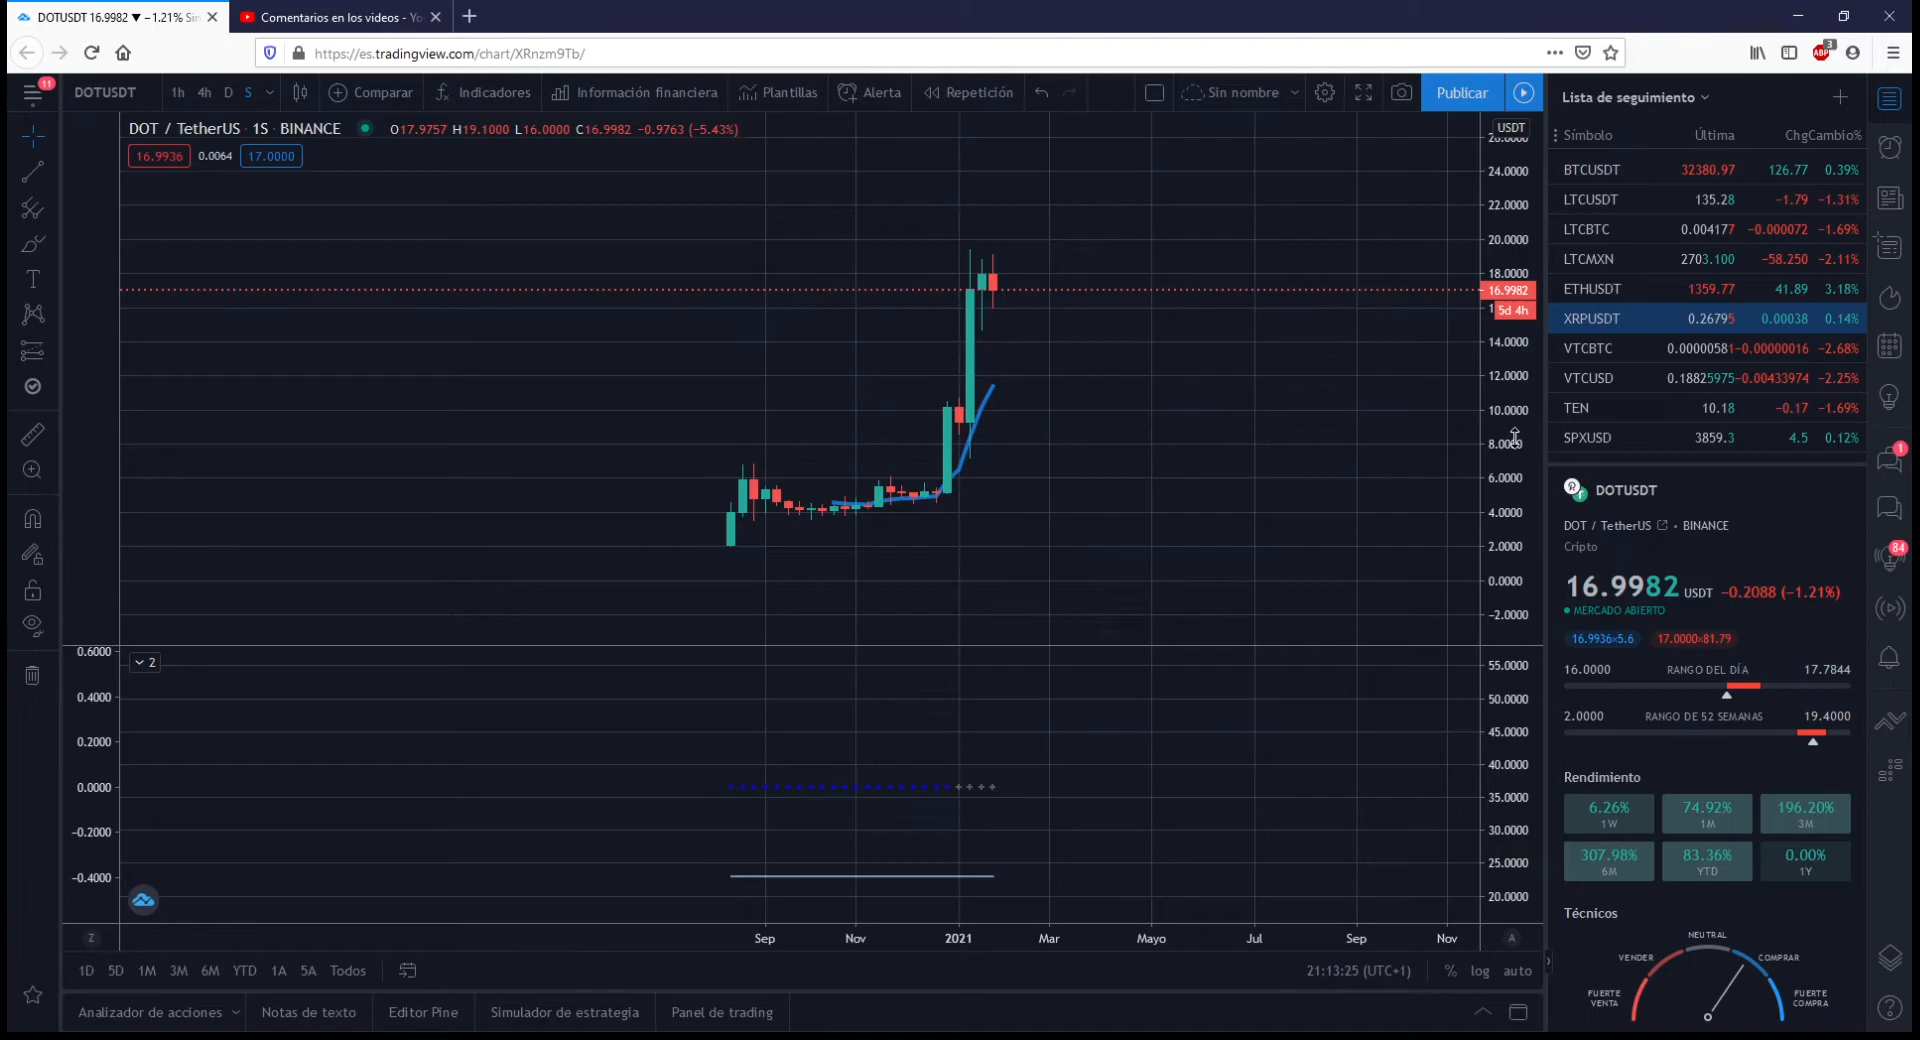 DOTUSDT 16.9982 ▼ −1.21% Sin
Comentarios en los videos - Yo
https://es.tradingview.com/chart/XRnzm9Tb/
3
11
DOTUSDT 1h 4h D S Comparar Indicadores Información financiera Plantillas Alerta Repetición Sin nombre Publicar
DOT / TetherUS · 1S · BINANCE O17.9757 H19.1000 L16.0000 C16.9982 −0.9763 (−5.43%)
16.9936 0.0064 17.0000
USDT
26.0000
24.0000
22.0000
20.0000
18.0000
16.9982
5d 4h
14.0000
12.0000
10.0000
8.0000
6.0000
4.0000
2.0000
0.0000
−2.0000
2
0.6000
0.4000
0.2000
0.0000
−0.2000
−0.4000
55.0000
50.0000
45.0000
40.0000
35.0000
30.0000
25.0000
20.0000
Z Sep Nov 2021 Mar Mayo Jul Sep Nov A
1D 5D 1M 3M 6M YTD 1A 5A Todos 21:13:25 (UTC+1) % log auto
Analizador de acciones Notas de texto Editor Pine Simulador de estrategia Panel de trading
Lista de seguimiento
Símbolo Última ChgCambio%
BTCUSDT 32380.97 126.77 0.39%
LTCUSDT 135.28 −1.79 −1.31%
LTCBTC 0.004177 −0.000072 −1.69%
LTCMXN 2703.100 −58.250 −2.11%
ETHUSDT 1359.77 41.89 3.18%
XRPUSDT 0.26795 0.00038 0.14%
VTCBTC 0.00000581 −0.00000016 −2.68%
VTCUSD 0.18825975 −0.00433974 −2.25%
TEN 10.18 −0.17 −1.69%
SPXUSD 3859.3 4.5 0.12%
DOTUSDT
DOT / TetherUS • BINANCE
Cripto
16.9982 USDT −0.2088 (−1.21%)
MERCADO ABIERTO
16.9936×5.6 17.0000×81.79
16.0000 RANGO DEL DÍA 17.7844
2.0000 RANGO DE 52 SEMANAS 19.4000
Rendimiento
6.26% 74.92% 196.20%
1W 1M 3M
307.98% 83.36% 0.00%
6M YTD 1Y
Técnicos
NEUTRAL
VENDER COMPRAR
FUERTE VENTA FUERTE COMPRA
1
84